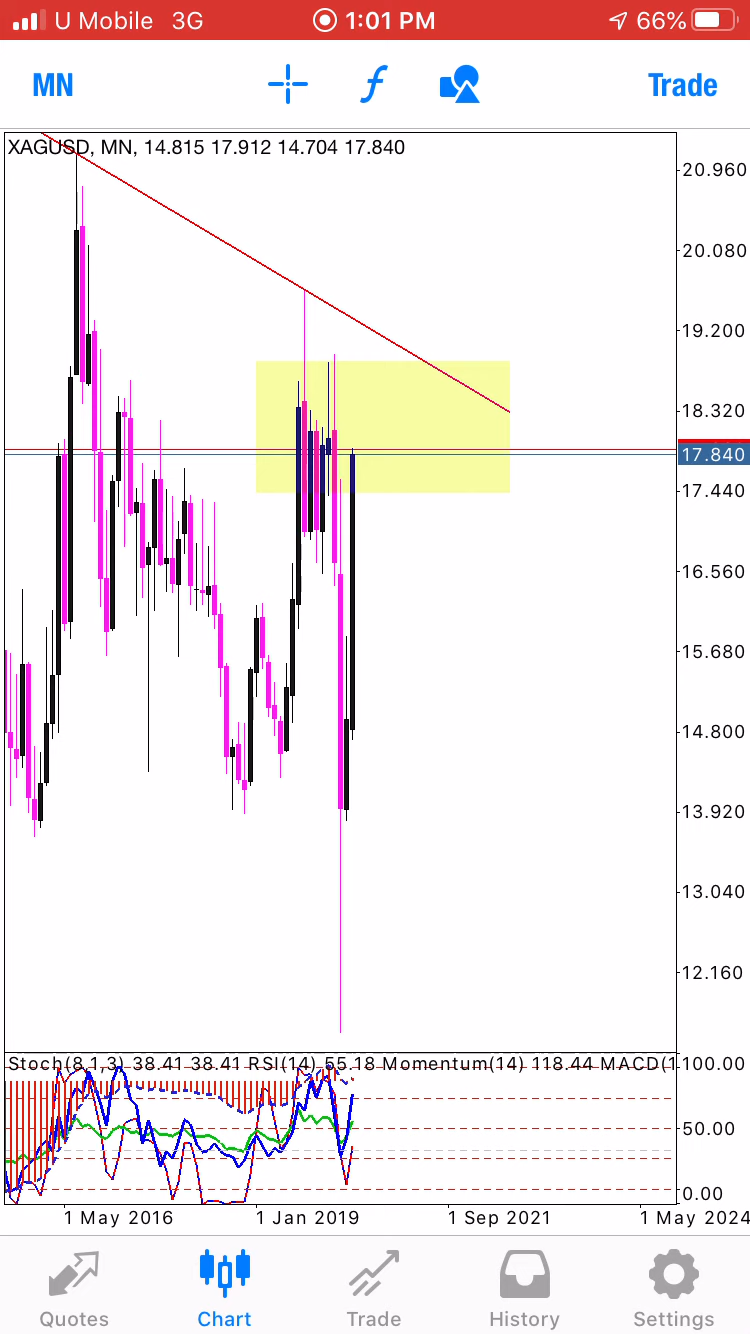 U Mobile 3G 1:01 PM 66%
MN Trade
XAGUSD, MN, 14.815 17.912 14.704 17.840
20.960
20.080
19.200
18.320
17.840
17.440
16.560
15.680
14.800
13.920
13.040
12.160
Stoch(8,1,3) 38.41 38.41 RSI(14) 55.18 Momentum(14) 118.44 MACD(1
100.00
50.00
0.00
1 May 2016 1 Jan 2019 1 Sep 2021 1 May 2024
Quotes Chart Trade History Settings